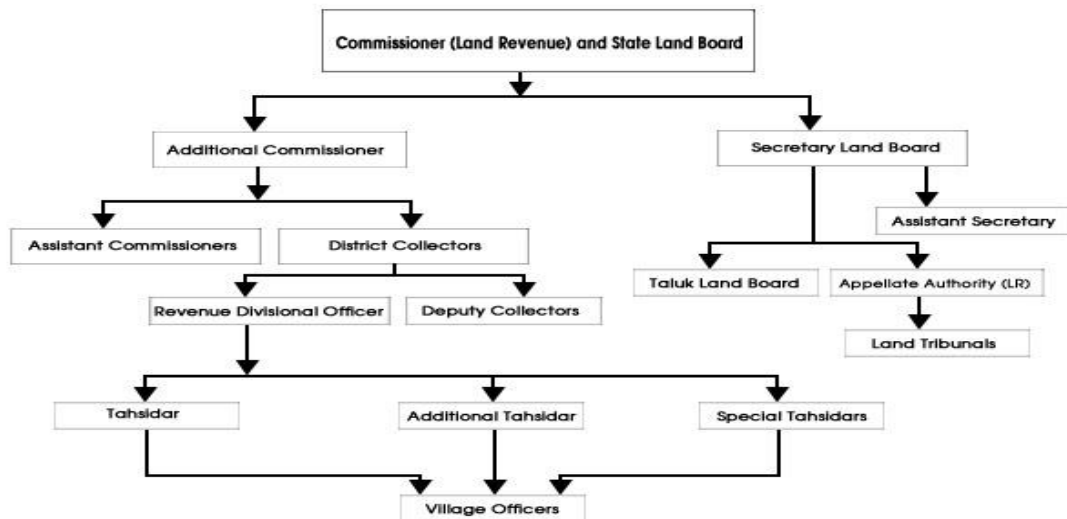 Commissioner (Land Revenue) and State Land Board
Additional Commissioner
Secretary Land Board
Assistant Secretary
Assistant Commissioners
District Collectors
Taluk Land Board
Appellate Authority (LR)
Revenue Divisional Officer
Deputy Collectors
Land Tribunals
Tahsidar
Additional Tahsidar
Special Tahsidars
Village Officers